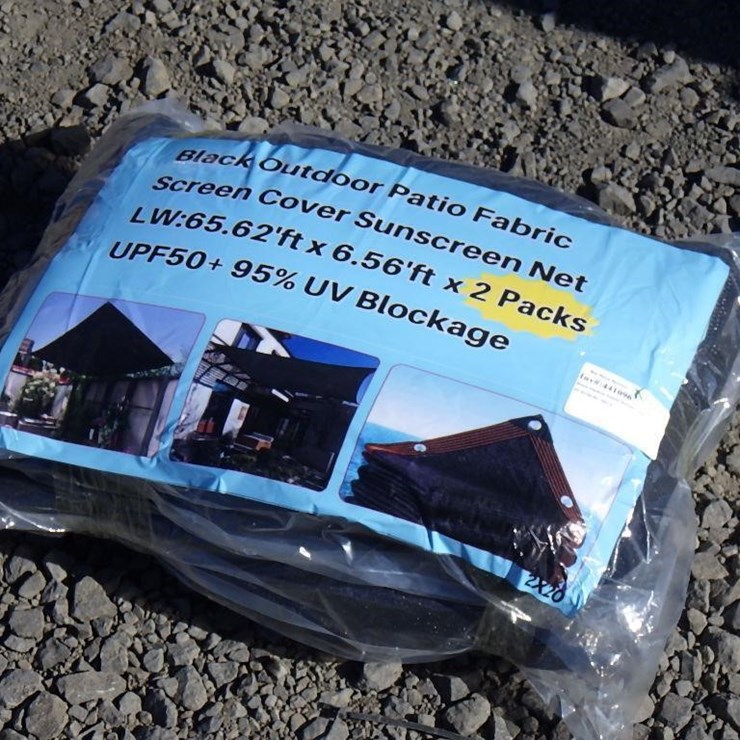 Black Outdoor Patio Fabric
Screen Cover Sunscreen Net
LW:65.62'ft x 6.56'ft x 2 Packs
UPF50+ 95% UV Blockage
2X20